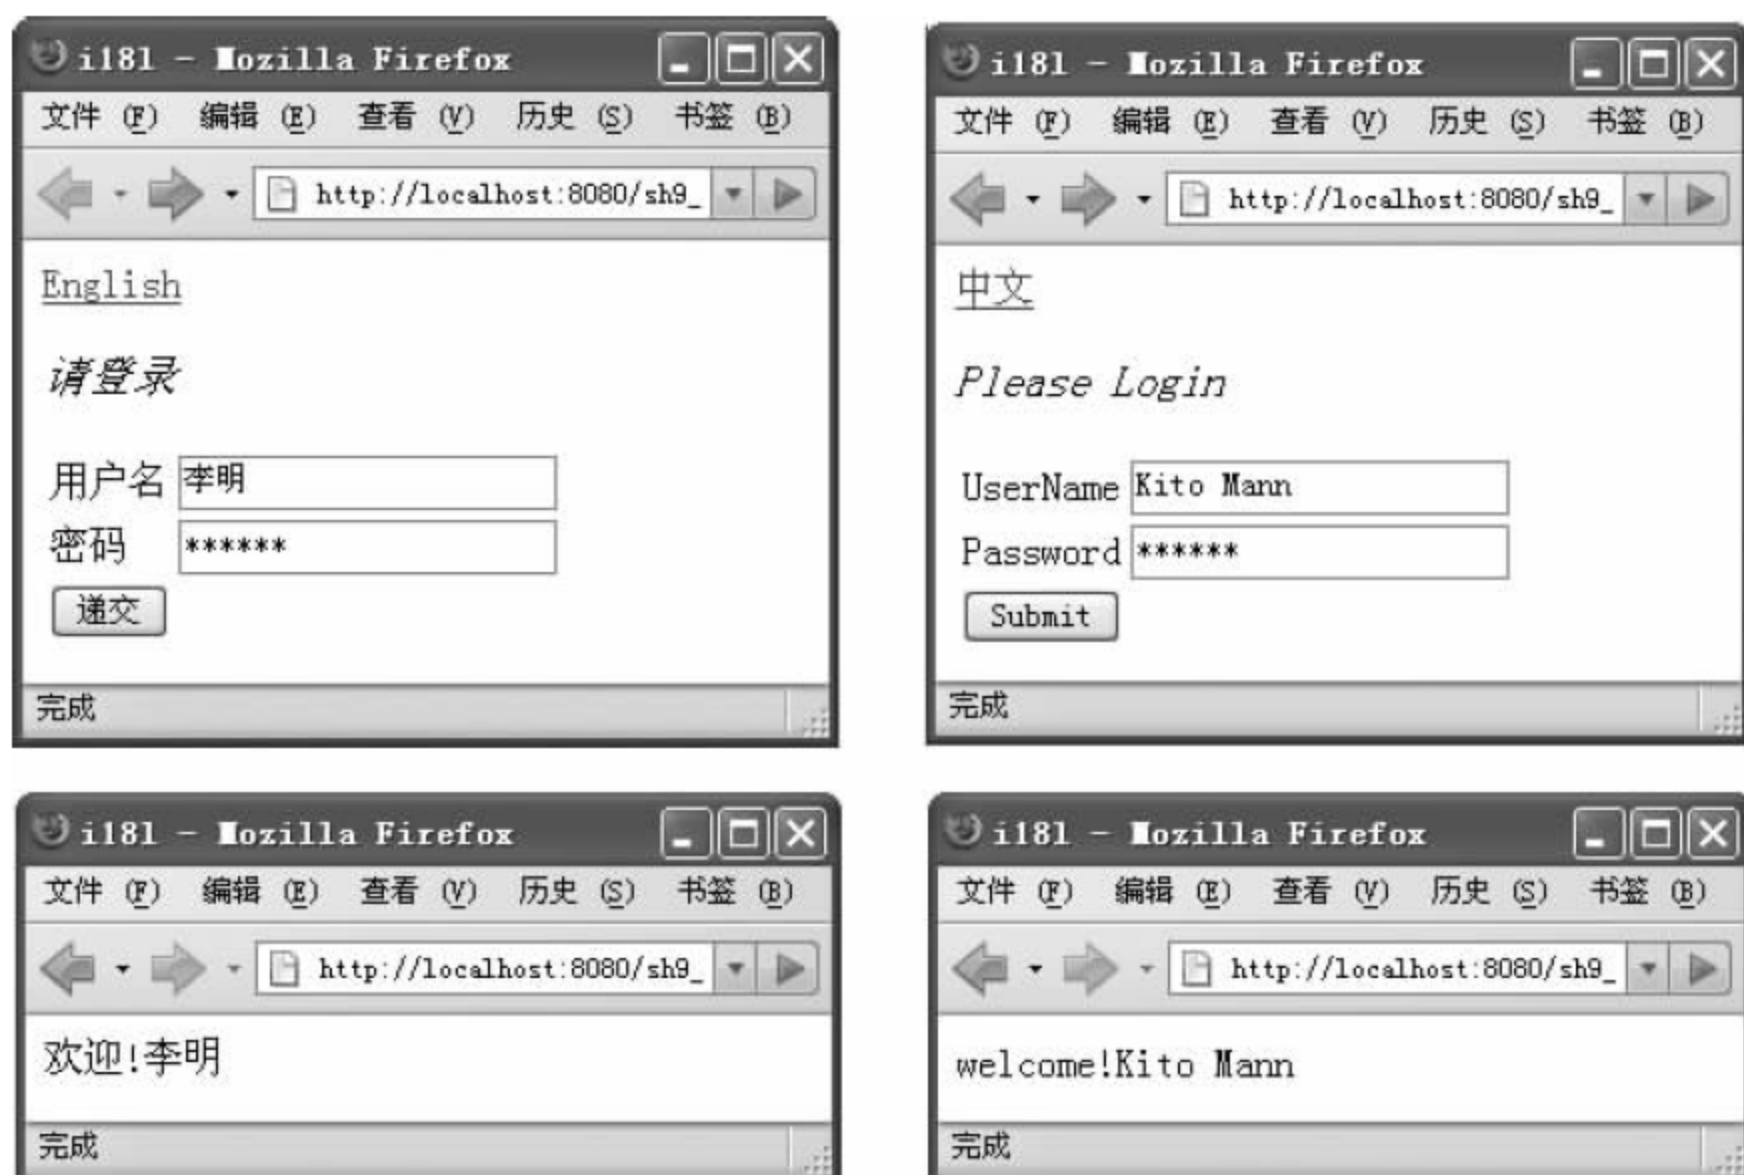 i18l - Mozilla Firefox
文件 (F) 编辑 (E) 查看 (V) 历史 (S) 书签 (B)
http://localhost:8080/sh9_
English
请登录
用户名 李明
密码 ******
递交
完成
i18l - Mozilla Firefox
文件 (F) 编辑 (E) 查看 (V) 历史 (S) 书签 (B)
http://localhost:8080/sh9_
中文
Please Login
UserName Kito Mann
Password ******
Submit
完成
i18l - Mozilla Firefox
文件 (F) 编辑 (E) 查看 (V) 历史 (S) 书签 (B)
http://localhost:8080/sh9_
欢迎!李明
完成
i18l - Mozilla Firefox
文件 (F) 编辑 (E) 查看 (V) 历史 (S) 书签 (B)
http://localhost:8080/sh9_
welcome!Kito Mann
完成